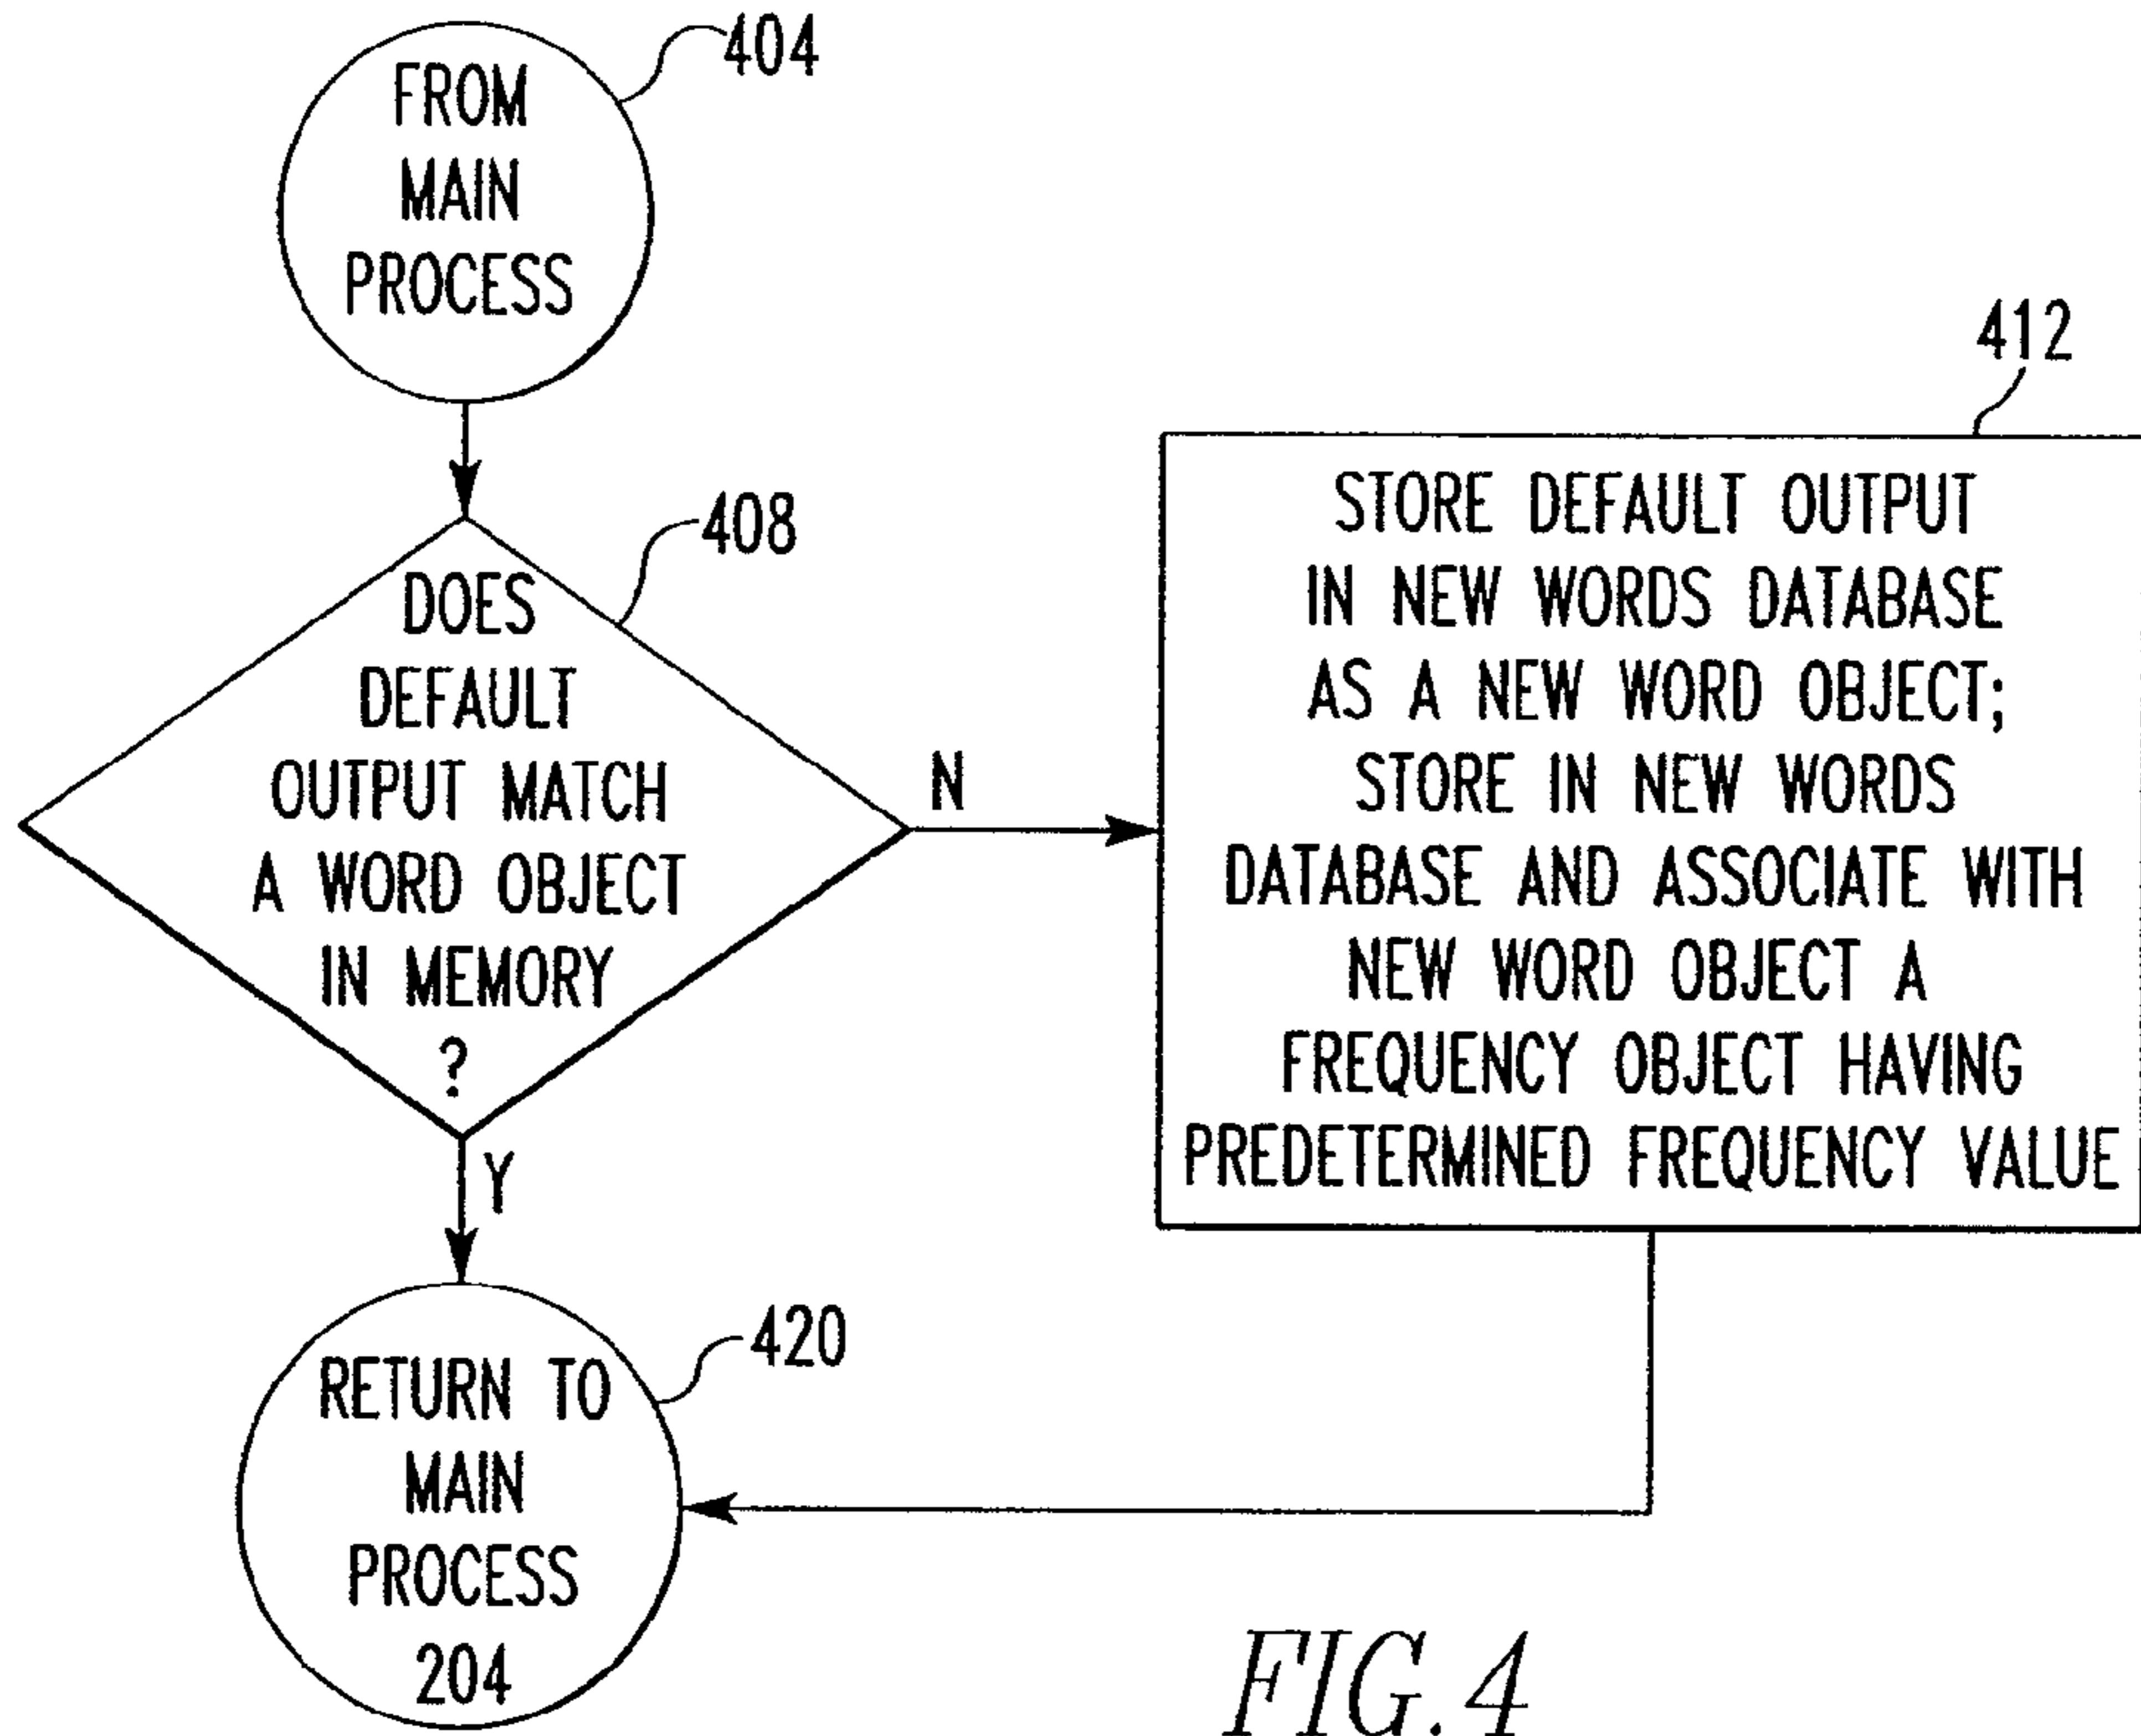 404
FROM
MAIN
PROCESS
408
DOES
DEFAULT
OUTPUT MATCH
A WORD OBJECT
IN MEMORY
?
N
Y
412
STORE DEFAULT OUTPUT
IN NEW WORDS DATABASE
AS A NEW WORD OBJECT;
STORE IN NEW WORDS
DATABASE AND ASSOCIATE WITH
NEW WORD OBJECT A
FREQUENCY OBJECT HAVING
PREDETERMINED FREQUENCY VALUE
420
RETURN TO
MAIN
PROCESS
204
FIG. 4